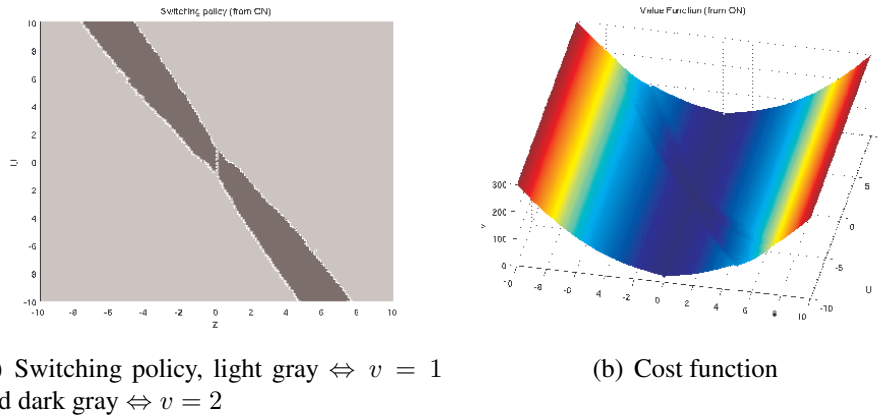 Switching policy (from ON)
10
8
6
4
2
0
2
4
6
8
-10
-10 -8 -6 -4 -2 0 2 4 6 8 10
Z
Value Function (from ON)
300
200
100
0
v
-8 -6 -4 -2 0 2 4 6 8 10
5
0
-5
-10
U
) Switching policy, light gray ⇔ v = 1
d dark gray ⇔ v = 2
(b) Cost function